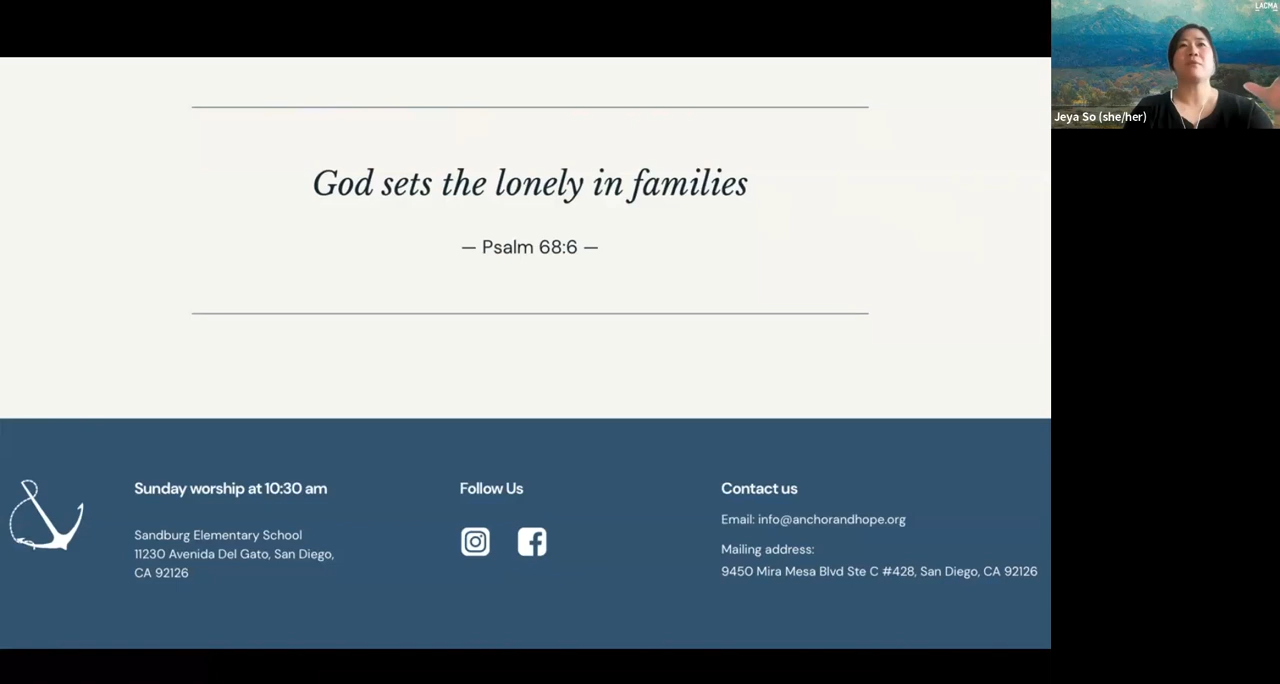 LACMA
Jeya So (she/her)
God sets the lonely in families
— Psalm 68:6 —
Sunday worship at 10:30 am
Sandburg Elementary School
11230 Avenida Del Gato, San Diego,
CA 92126
Follow Us
Contact us
Email: info@anchorandhope.org
Mailing address:
9450 Mira Mesa Blvd Ste C #428, San Diego, CA 92126